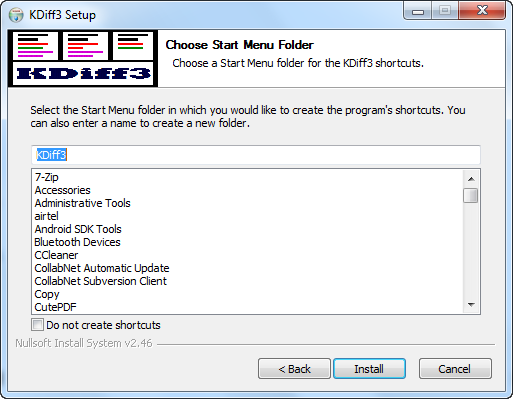 KDiff3 Setup
KDiff3
Choose Start Menu Folder
Choose a Start Menu folder for the KDiff3 shortcuts.
Select the Start Menu folder in which you would like to create the program's shortcuts. You
can also enter a name to create a new folder.
KDiff3
7-Zip
Accessories
Administrative Tools
airtel
Android SDK Tools
Bluetooth Devices
CCleaner
CollabNet Automatic Update
CollabNet Subversion Client
Copy
CutePDF
Do not create shortcuts
Nullsoft Install System v2.46
< Back
Install
Cancel